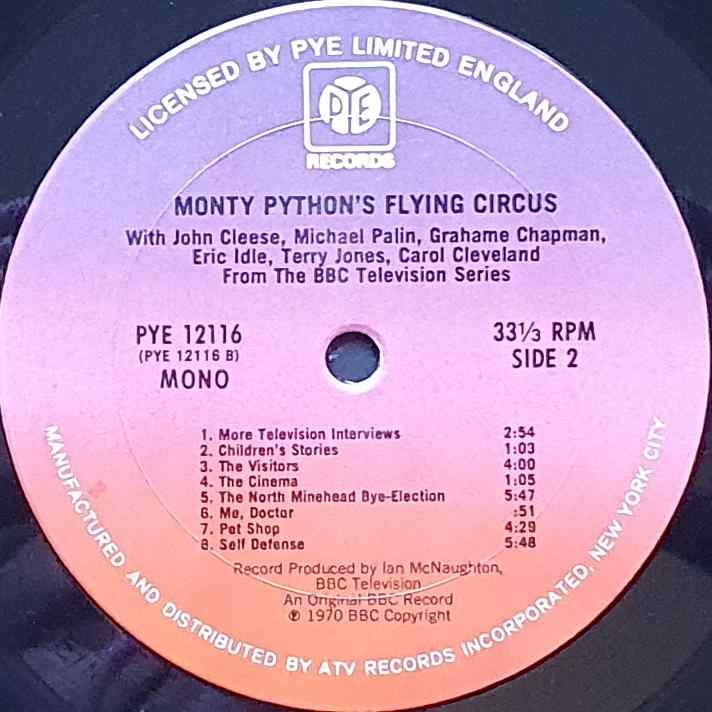 LICENSED BY PYE LIMITED ENGLAND
PYE
RECORDS
MONTY PYTHON'S FLYING CIRCUS
With John Cleese, Michael Palin, Grahame Chapman,
Eric Idle, Terry Jones, Carol Cleveland
From The BBC Television Series
PYE 12116
(PYE 12116 B)
MONO
33⅓ RPM
SIDE 2
1. More Television Interviews 2:54
2. Children's Stories 1:03
3. The Visitors 4:00
4. The Cinema 1:05
5. The North Minehead Bye-Election 5:47
6. Me, Doctor :51
7. Pet Shop 4:29
8. Self Defense 5:48
Record Produced by Ian McNaughton,
BBC Television
An Original BBC Record
℗ 1970 BBC Copyright
MANUFACTURED AND DISTRIBUTED BY ATV RECORDS INCORPORATED, NEW YORK CITY